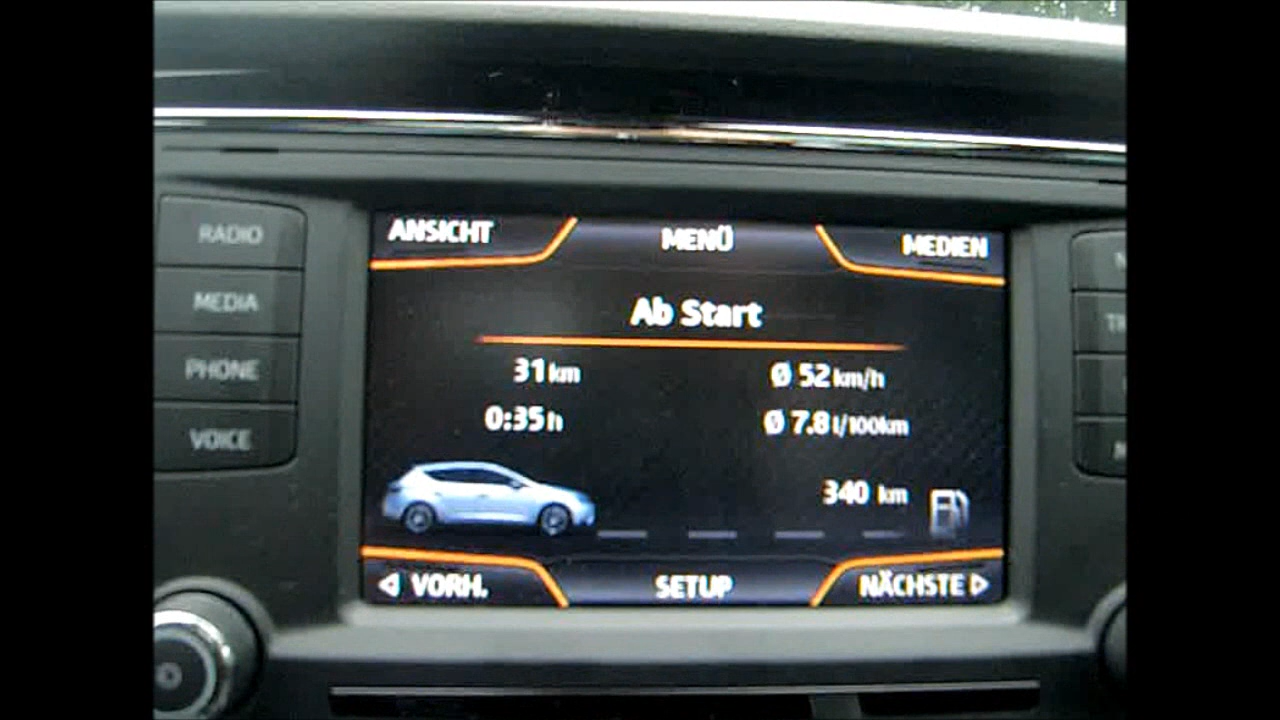 RADIO
MEDIA
PHONE
VOICE
ANSICHT MENÜ MEDIEN
Ab Start
31 km Ø 52 km/h
0:35 h Ø 7.8 l/100km
340 km
◁ VORH. SETUP NÄCHSTE ▷